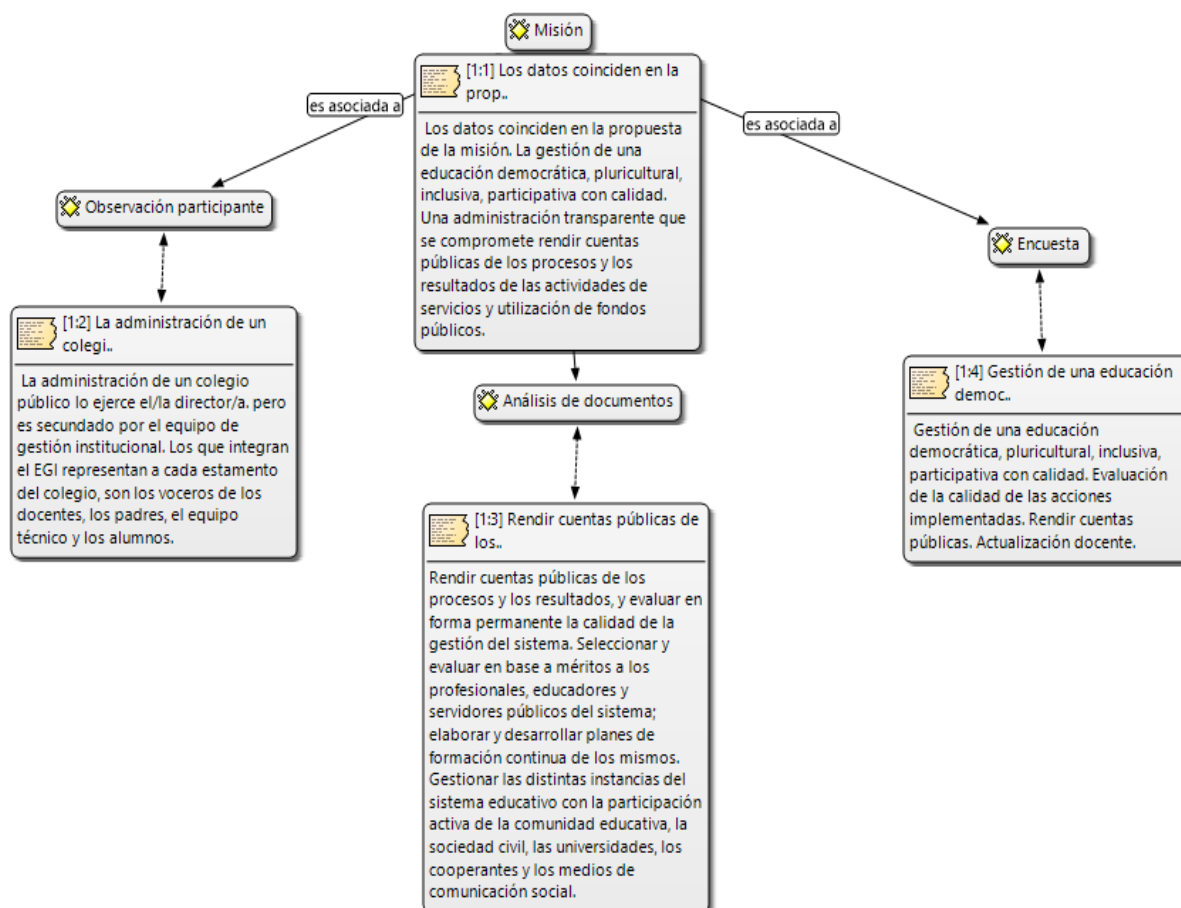 Misión
[1:1] Los datos coinciden en la
prop..
Los datos coinciden en la propuesta
de la misión. La gestión de una
educación democrática, pluricultural,
inclusiva, participativa con calidad.
Una administración transparente que
se compromete rendir cuentas
públicas de los procesos y los
resultados de las actividades de
servicios y utilización de fondos
públicos.
es asociada a
es asociada a
Observación participante
[1:2] La administración de un
colegi..
La administración de un colegio
público lo ejerce el/la director/a. pero
es secundado por el equipo de
gestión institucional. Los que integran
el EGI representan a cada estamento
del colegio, son los voceros de los
docentes, los padres, el equipo
técnico y los alumnos.
Análisis de documentos
[1:3] Rendir cuentas públicas de
los..
Rendir cuentas públicas de los
procesos y los resultados, y evaluar en
forma permanente la calidad de la
gestión del sistema. Seleccionar y
evaluar en base a méritos a los
profesionales, educadores y
servidores públicos del sistema;
elaborar y desarrollar planes de
formación continua de los mismos.
Gestionar las distintas instancias del
sistema educativo con la participación
activa de la comunidad educativa, la
sociedad civil, las universidades, los
cooperantes y los medios de
comunicación social.
Encuesta
[1:4] Gestión de una educación
democ..
Gestión de una educación
democrática, pluricultural, inclusiva,
participativa con calidad. Evaluación
de la calidad de las acciones
implementadas. Rendir cuentas
públicas. Actualización docente.